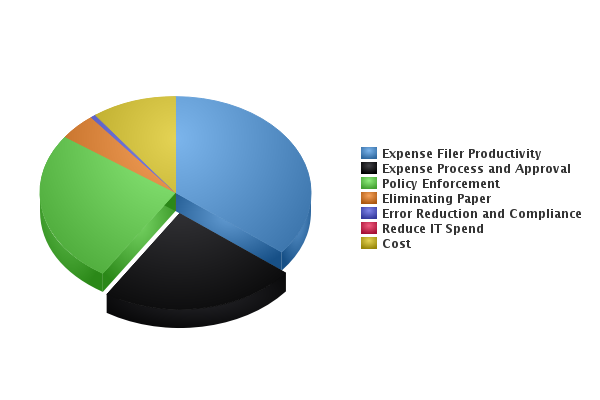 Expense Filer Productivity
Expense Process and Approval
Policy Enforcement
Eliminating Paper
Error Reduction and Compliance
Reduce IT Spend
Cost